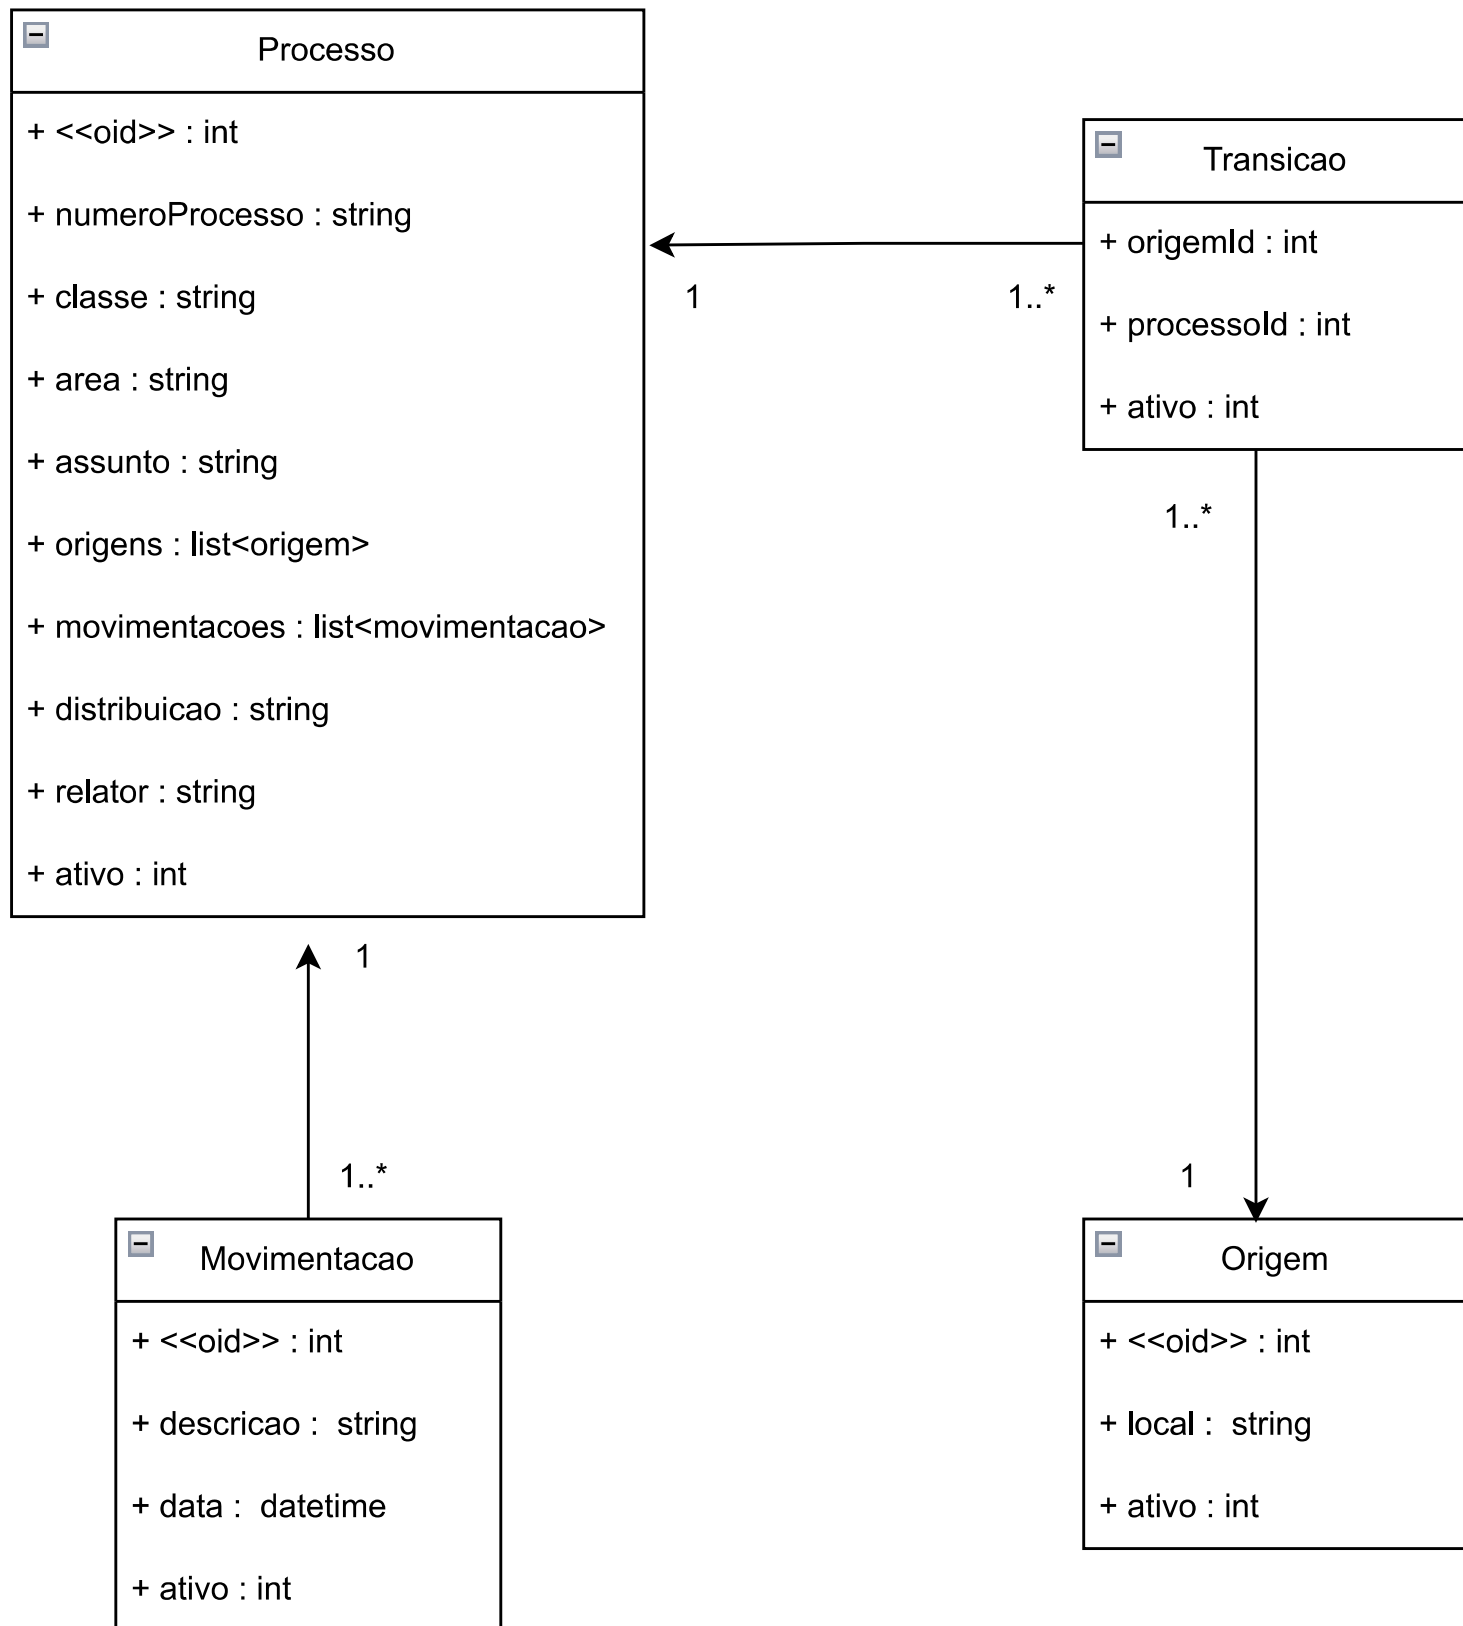 Processo
+ <<oid>> : int
+ numeroProcesso : string
+ classe : string
+ area : string
+ assunto : string
+ origens : list<origem>
+ movimentacoes : list<movimentacao>
+ distribuicao : string
+ relator : string
+ ativo : int
Transicao
+ origemId : int
+ processoId : int
+ ativo : int
1
1..*
1..*
1
1
1..*
Movimentacao
+ <<oid>> : int
+ descricao : string
+ data : datetime
+ ativo : int
Origem
+ <<oid>> : int
+ local : string
+ ativo : int